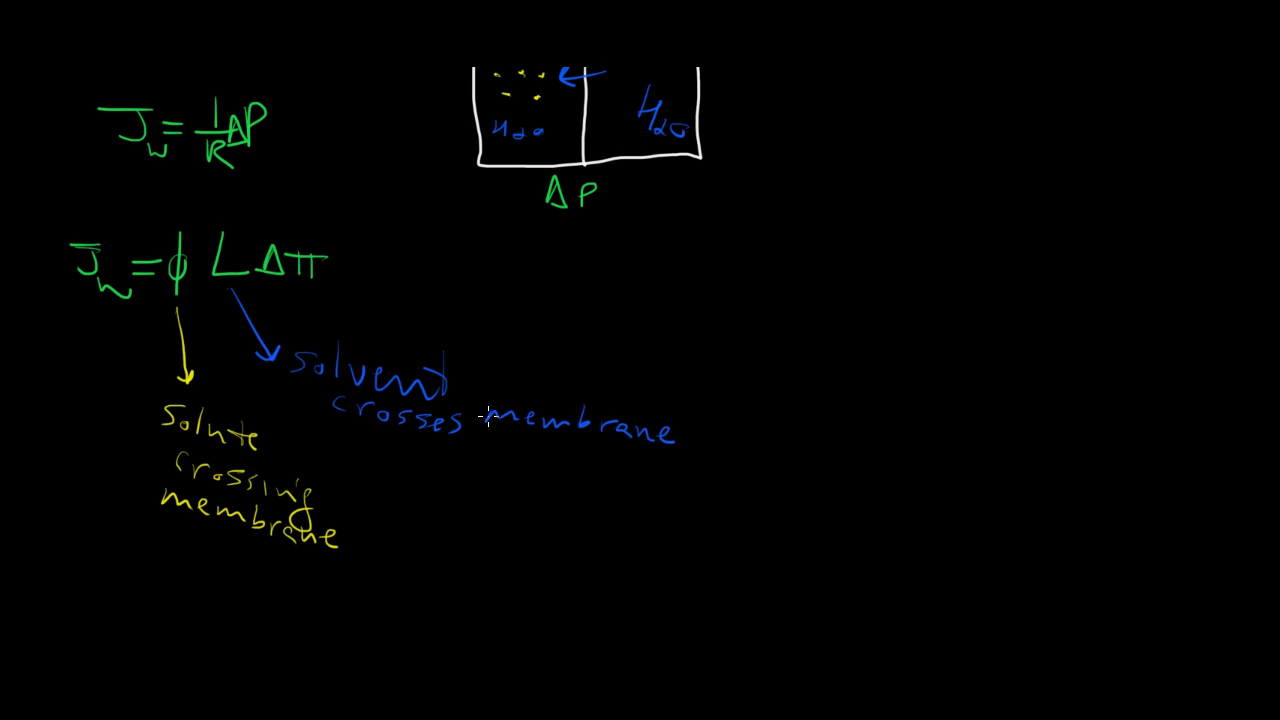 J_w = 1/R ΔP
H2O
H2O
ΔP
J_w = ϕ L Δπ
solvent
crosses membrane
Solute
crossing
membrane